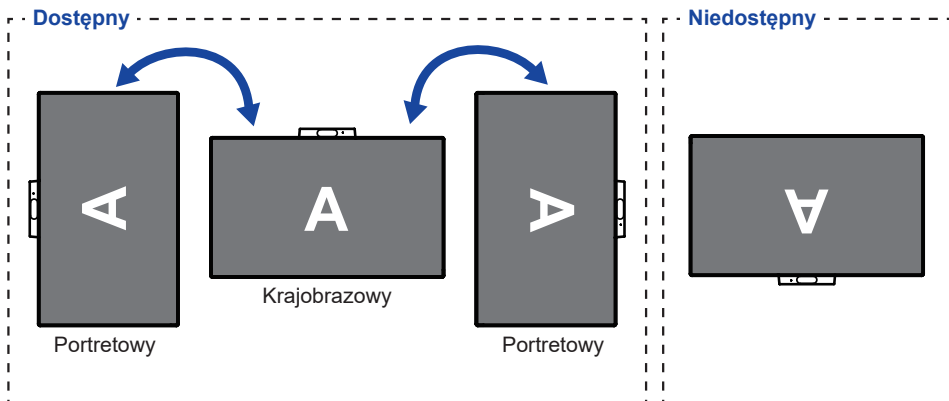 Dostępny
Niedostępny
A
A
A
A
Krajobrazowy
Portretowy
Portretowy